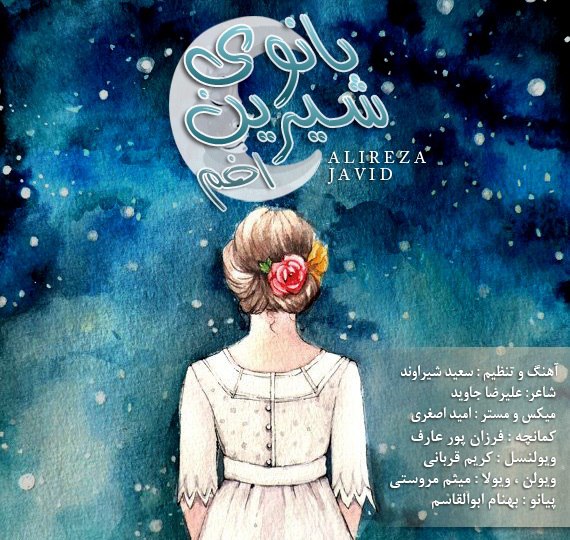 بانوی
شیرین
اخم
ALIREZA
JAVID
آهنگ و تنظیم : سعید شیراوند
شاعر: علیرضا جاوید
میکس و مستر : امید اصغری
کمانچه : فرزان پور عارف
ویولنسل : کریم قربانی
ویولن ، ویولا : میثم مروستی
پیانو : بهنام ابوالقاسم